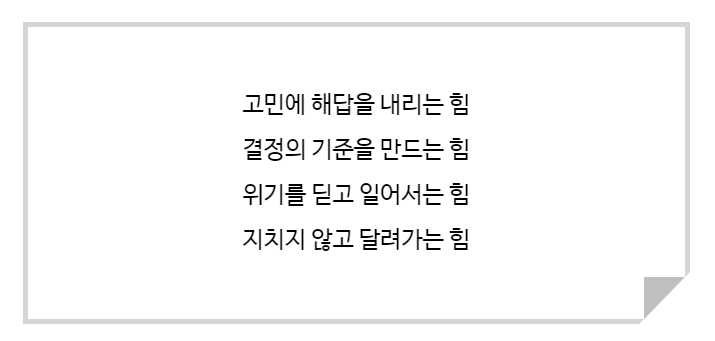 고민에 해답을 내리는 힘
결정의 기준을 만드는 힘
위기를 딛고 일어서는 힘
지치지 않고 달려가는 힘